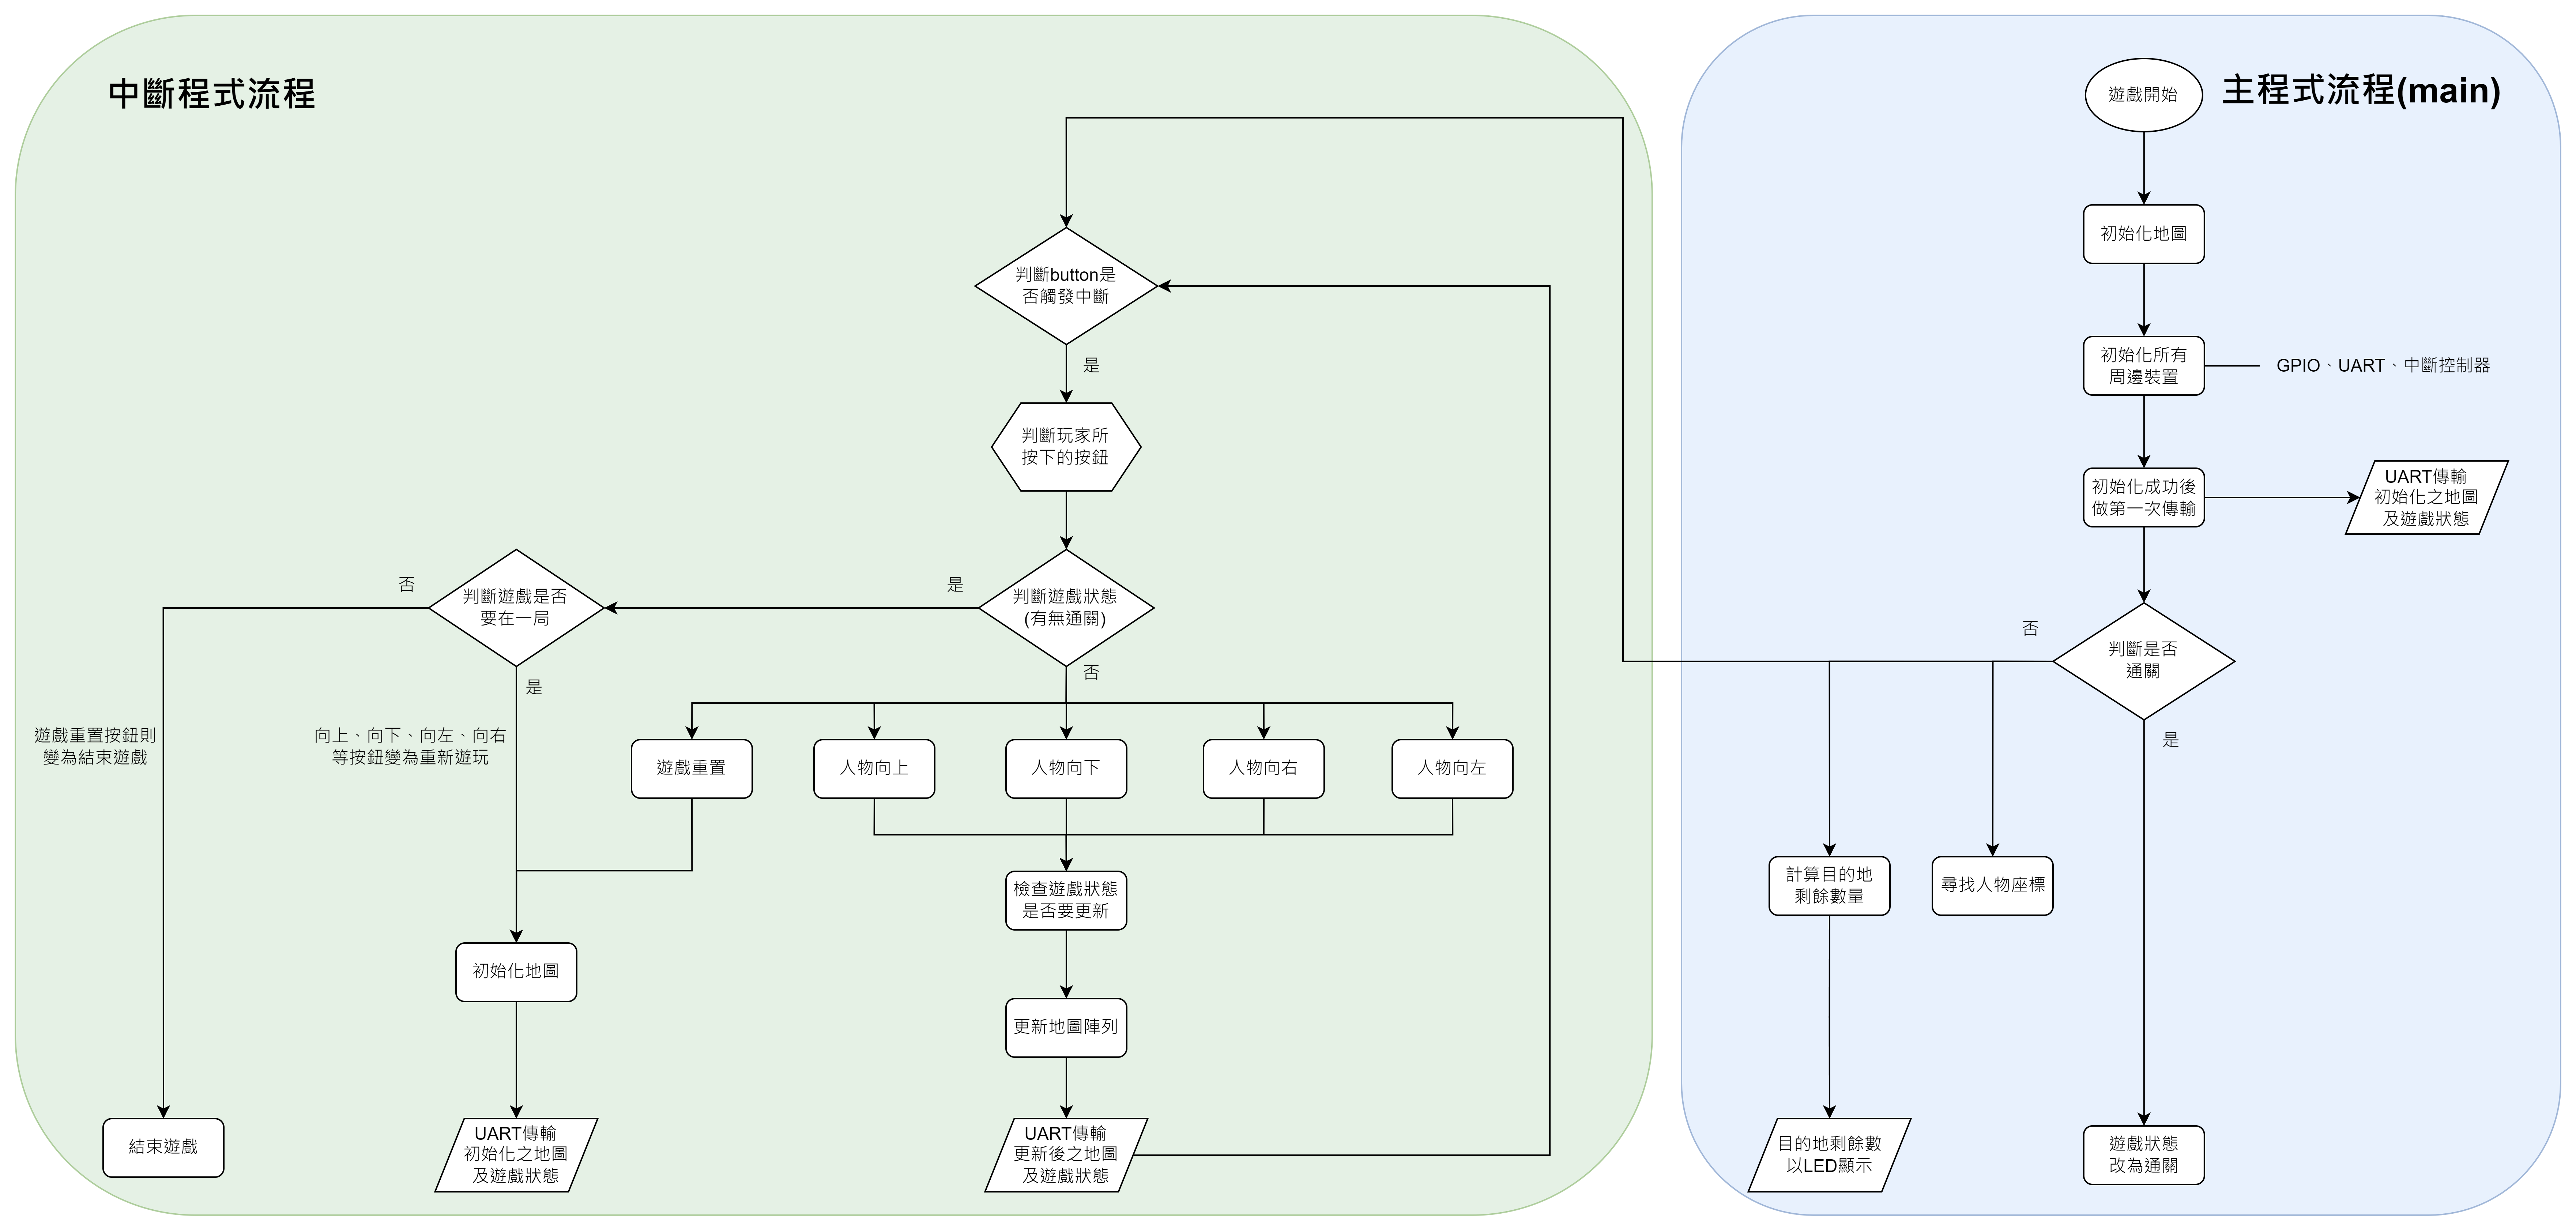 中斷程式流程
判斷button是
否觸發中斷
是
判斷玩家所
按下的按鈕
判斷遊戲狀態
(有無通關)
是
否
判斷遊戲是否
要在一局
否
是
遊戲重置按鈕則
變為結束遊戲
向上、向下、向左、向右
等按鈕變為重新遊玩
遊戲重置
人物向上
人物向下
人物向右
人物向左
檢查遊戲狀態
是否要更新
初始化地圖
更新地圖陣列
結束遊戲
UART傳輸
初始化之地圖
及遊戲狀態
UART傳輸
更新後之地圖
及遊戲狀態
主程式流程(main)
遊戲開始
初始化地圖
初始化所有
周邊裝置
GPIO、UART、中斷控制器
初始化成功後
做第一次傳輸
UART傳輸
初始化之地圖
及遊戲狀態
判斷是否
通關
否
是
計算目的地
剩餘數量
尋找人物座標
目的地剩餘數
以LED顯示
遊戲狀態
改為通關